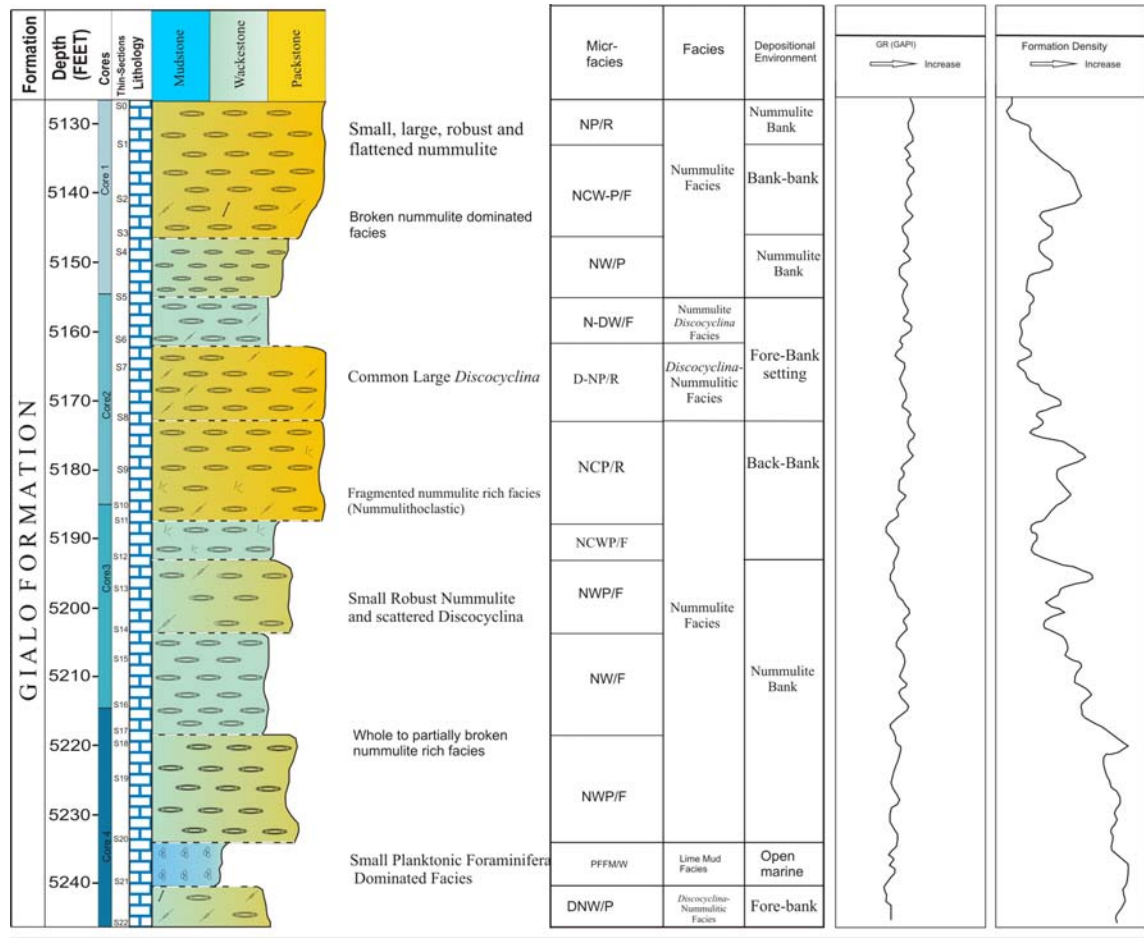 Formation
Depth
(FEET)
Cores
Thin-Sections
Lithology
Mudstone
Wackestone
Packstone
GIALO FORMATION
5130
5140
5150
5160
5170
5180
5190
5200
5210
5220
5230
5240
Core 1
Core2
Core3
Core 4
S0
S1
S2
S3
S4
S5
S6
S7
S8
S9
S10
S11
S12
S13
S14
S15
S16
S17
S18
S19
S20
S21
S22
Small, large, robust and
flattened nummulite
Broken nummulite dominated
facies
Common Large Discocyclina
Fragmented nummulite rich facies
(Nummulithoclastic)
Small Robust Nummulite
and scattered Discocyclina
Whole to partially broken
nummulite rich facies
Small Planktonic Foraminifera
Dominated Facies
Micr-
facies
NP/R
NCW-P/F
NW/P
N-DW/F
D-NP/R
NCP/R
NCWP/F
NWP/F
NW/F
NWP/F
PFFM/W
DNW/P
Facies
Nummulite
Facies
Nummulite
Discocyclina
Facies
Discocyclina-
Nummulitic
Facies
Nummulite
Facies
Lime Mud
Facies
Discocyclina-
Nummulitic
Facies
Depositional
Environment
Nummulite
Bank
Bank-bank
Nummulite
Bank
Fore-Bank
setting
Back-Bank
Nummulite
Bank
Open
marine
Fore-bank
GR (GAPI)
Increase
Formation Density
Increase